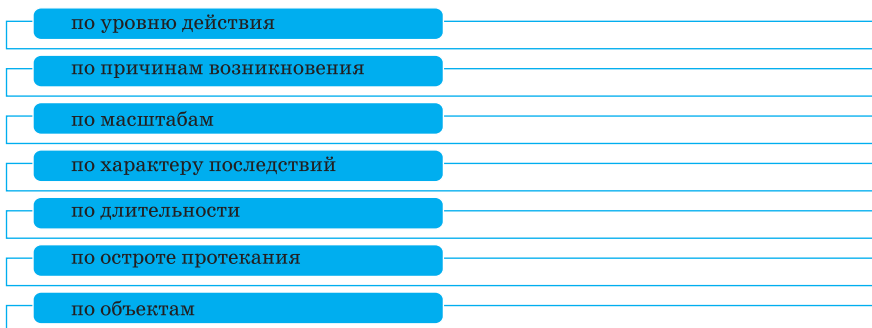 по уровню действия
по причинам возникновения
по масштабам
по характеру последствий
по длительности
по остроте протекания
по объектам